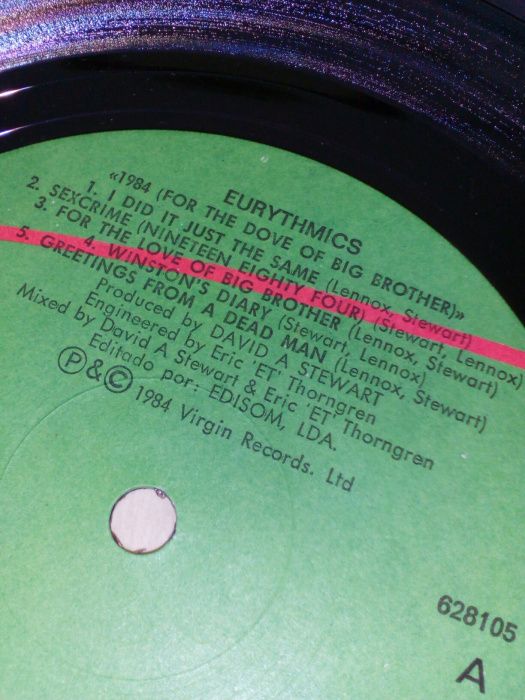 EURYTHMICS
«1984 (FOR THE DOVE OF BIG BROTHER)»
1. I DID IT JUST THE SAME (Lennox, Stewart)
2. SEXCRIME (NINETEEN EIGHTY FOUR) (Stewart, Lennox)
3. FOR THE LOVE OF BIG BROTHER (Lennox, Stewart)
4. WINSTON'S DIARY (Stewart, Lennox)
5. GREETINGS FROM A DEAD MAN (Lennox, Stewart)
Produced by DAVID A STEWART
Engineered by Eric 'ET' Thorngren
Mixed by David A Stewart & Eric 'ET' Thorngren
Editado por: EDISOM, LDA.
Ⓟ & © 1984 Virgin Records. Ltd
628105
A